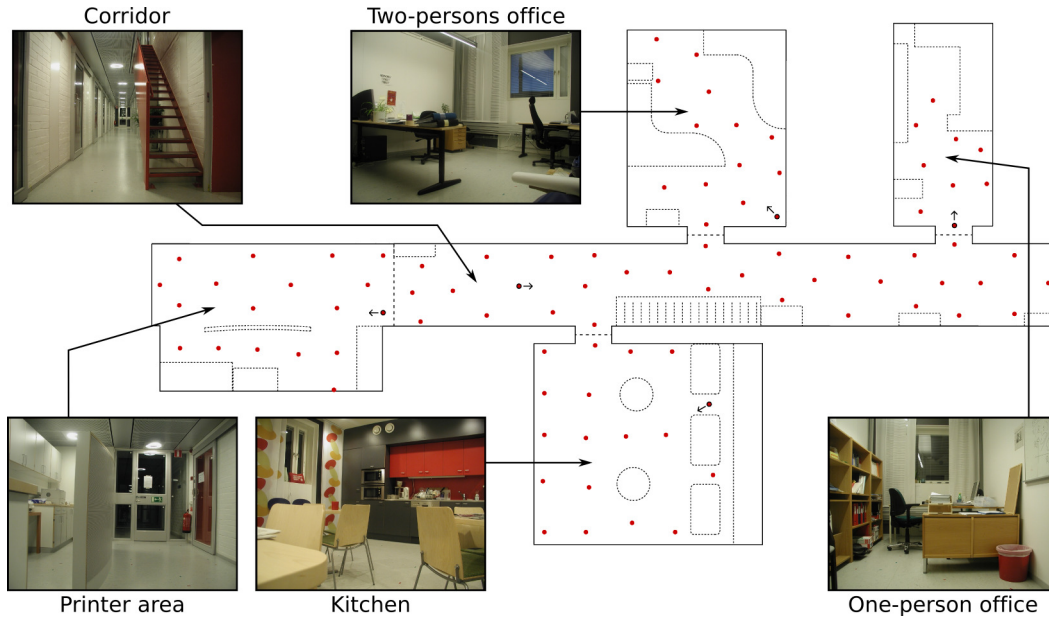 Corridor
Two-persons office
Printer area
Kitchen
One-person office